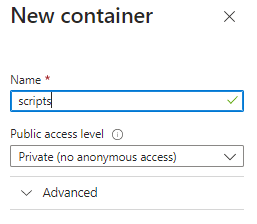 New container
Name *
scripts
Public access level
Private (no anonymous access)
Advanced